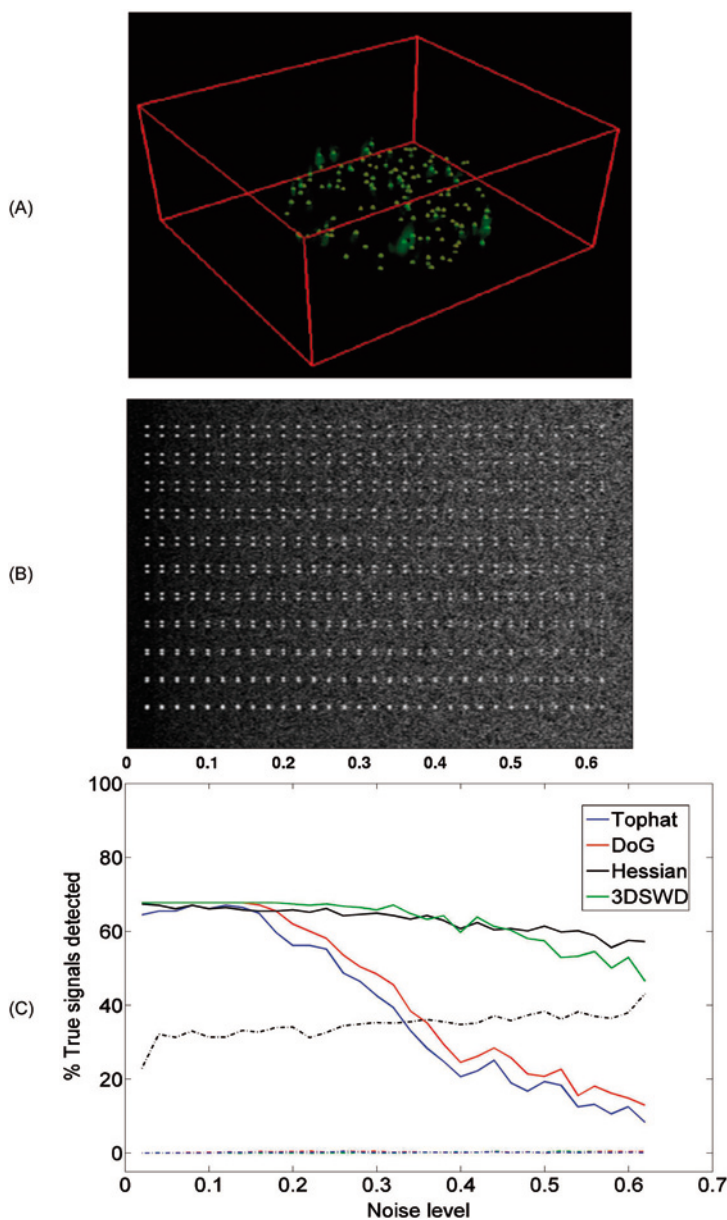 (A)
(B)
0 0.1 0.2 0.3 0.4 0.5 0.6
(C)
% True signals detected
100
80
60
40
20
0
Tophat
DoG
Hessian
3DSWD
0 0.1 0.2 0.3 0.4 0.5 0.6 0.7
Noise level